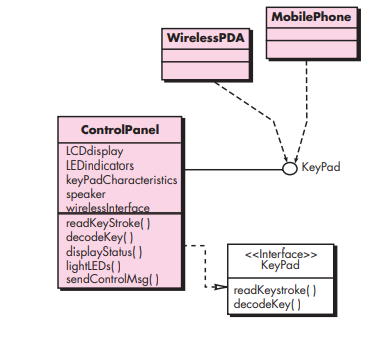 MobilePhone
WirelessPDA
ControlPanel
LCDdisplay
LEDindicators
keyPadCharacteristics
speaker
wirelessInterface
readKeyStroke( )
decodeKey( )
displayStatus( )
lightLEDs( )
sendControlMsg( )
KeyPad
<<Interface>>
KeyPad
readKeystroke( )
decodeKey( )